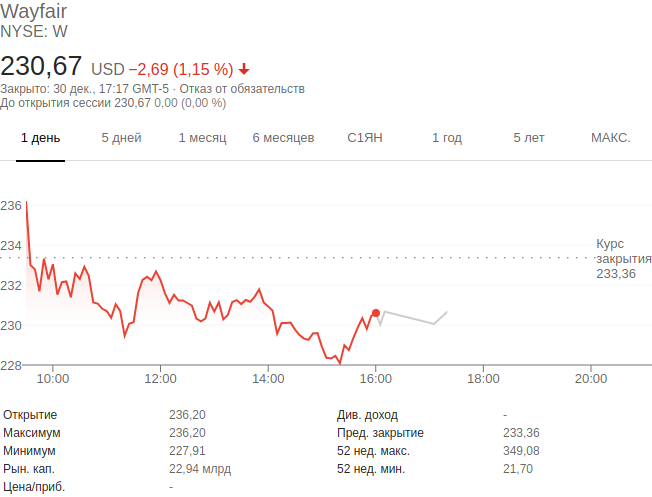 Wayfair
NYSE: W
230,67 USD −2,69 (1,15 %)
Закрыто: 30 дек., 17:17 GMT-5 · Отказ от обязательств
До открытия сессии 230,67 0,00 (0,00 %)
1 день 5 дней 1 месяц 6 месяцев С1ЯН 1 год 5 лет МАКС.
236
234
Курс
закрытия
233,36
232
230
228
10:00 12:00 14:00 16:00 18:00 20:00
Открытие 236,20 Див. доход -
Максимум 236,20 Пред. закрытие 233,36
Минимум 227,91 52 нед. макс. 349,08
Рын. кап. 22,94 млрд 52 нед. мин. 21,70
Цена/приб. -